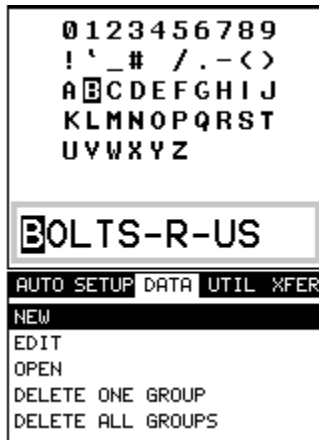 0123456789
!`_# /.-<>
ABCDEFGHIJ
KLMNOPQRST
UVWXYZ
BOLTS-R-US
AUTO SETUP DATA UTIL XFER
NEW
EDIT
OPEN
DELETE ONE GROUP
DELETE ALL GROUPS